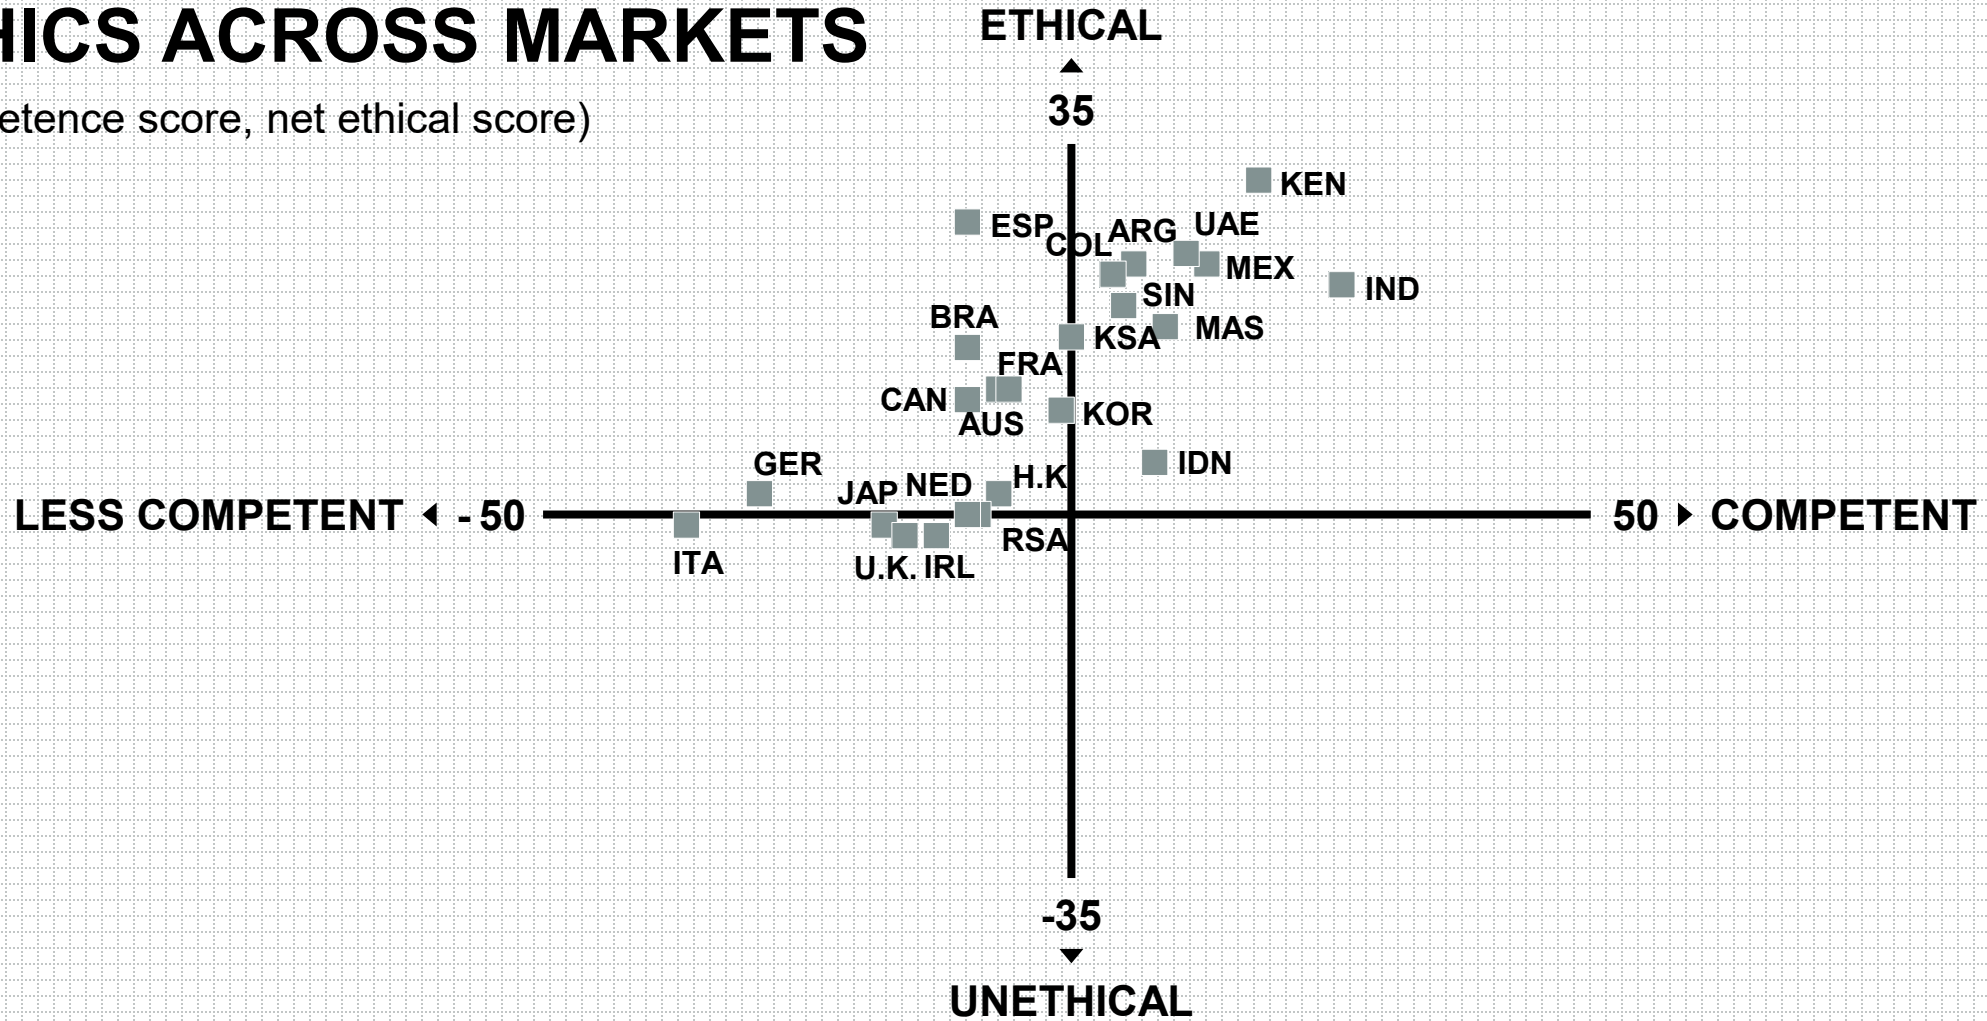 HICS ACROSS MARKETS
etence score, net ethical score)
ETHICAL
35
KEN
ESP
COL
ARG
UAE
MEX
IND
SIN
BRA
KSA
MAS
FRA
CAN
AUS
KOR
GER
JAP
NED
H.K
IDN
LESS COMPETENT
- 50
50
COMPETENT
ITA
U.K.
IRL
RSA
-35
UNETHICAL